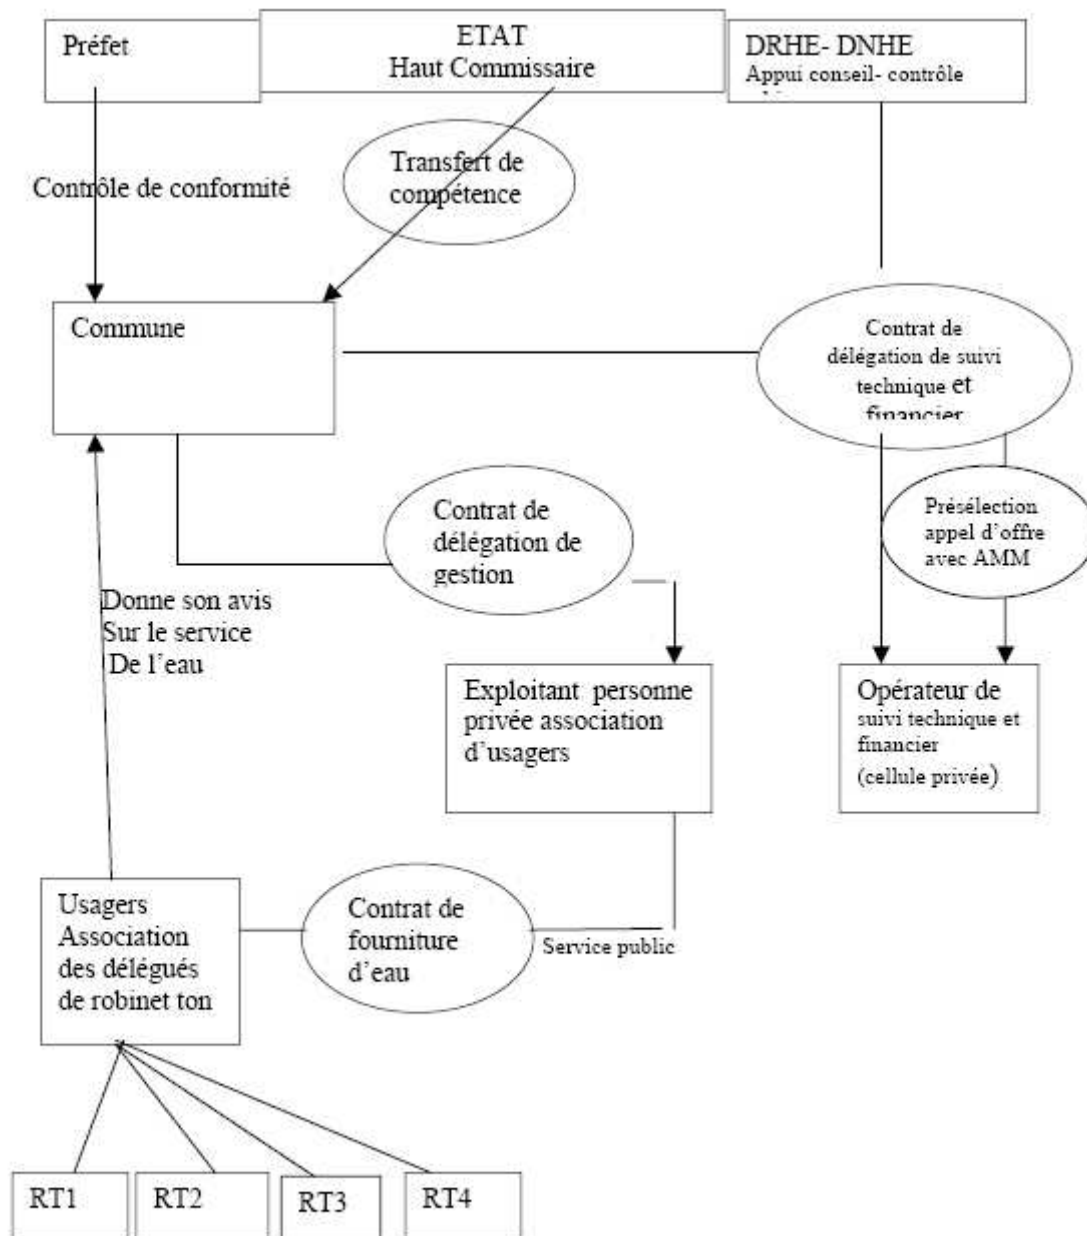 Préfet
ETAT
Haut Commissaire
DRHE- DNHE
Appui conseil- contrôle
Transfert de
compétence
Contrôle de conformité
Commune
Contrat de
délégation de suivi
technique et
financier
Contrat de
délégation de
gestion
Présélection
appel d'offre
avec AMM
Donne son avis
Sur le service
De l'eau
Exploitant personne
privée association
d'usagers
Opérateur de
suivi technique et
financier
(cellule privée)
Usagers
Association
des délégués
de robinet ton
Contrat de
fourniture
d'eau
Service public
RT1
RT2
RT3
RT4